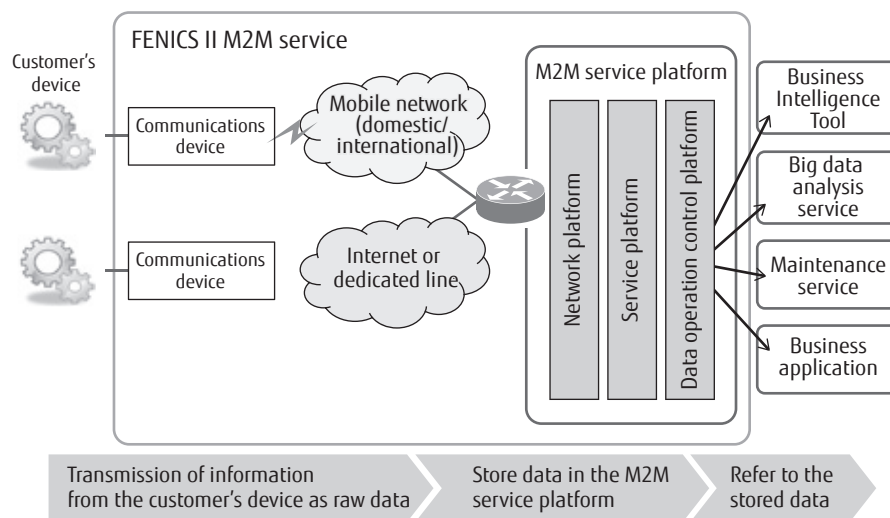 FENICS II M2M service
Customer's
device
Communications
device
Mobile network
(domestic/
international)
Communications
device
Internet or
dedicated line
M2M service platform
Network platform
Service platform
Data operation control platform
Business
Intelligence
Tool
Big data
analysis
service
Maintenance
service
Business
application
Transmission of information
from the customer's device as raw data
Store data in the M2M
service platform
Refer to the
stored data